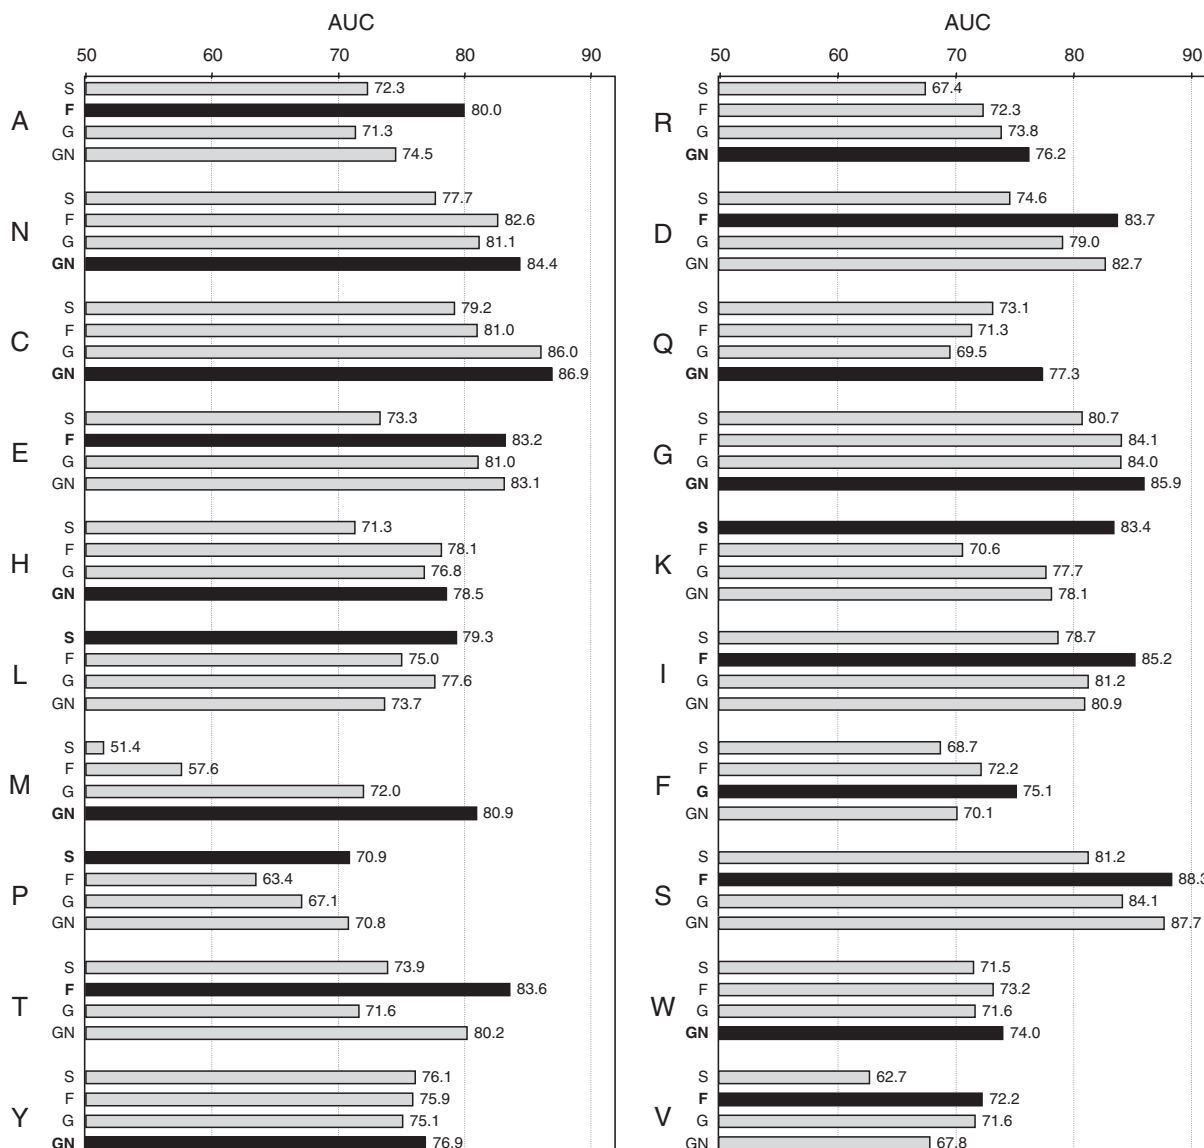 AUC
50 60 70 80 90
A
S 72.3
F 80.0
G 71.3
GN 74.5
N
S 77.7
F 82.6
G 81.1
GN 84.4
C
S 79.2
F 81.0
G 86.0
GN 86.9
E
S 73.3
F 83.2
G 81.0
GN 83.1
H
S 71.3
F 78.1
G 76.8
GN 78.5
L
S 79.3
F 75.0
G 77.6
GN 73.7
M
S 51.4
F 57.6
G 72.0
GN 80.9
P
S 70.9
F 63.4
G 67.1
GN 70.8
T
S 73.9
F 83.6
G 71.6
GN 80.2
Y
S 76.1
F 75.9
G 75.1
GN 76.9
AUC
50 60 70 80 90
R
S 67.4
F 72.3
G 73.8
GN 76.2
D
S 74.6
F 83.7
G 79.0
GN 82.7
Q
S 73.1
F 71.3
G 69.5
GN 77.3
G
S 80.7
F 84.1
G 84.0
GN 85.9
K
S 83.4
F 70.6
G 77.7
GN 78.1
I
S 78.7
F 85.2
G 81.2
GN 80.9
F
S 68.7
F 72.2
G 75.1
GN 70.1
S
S 81.2
F 88.3
G 84.1
GN 87.7
W
S 71.5
F 73.2
G 71.6
GN 74.0
V
S 62.7
F 72.2
G 71.6
GN 67.8